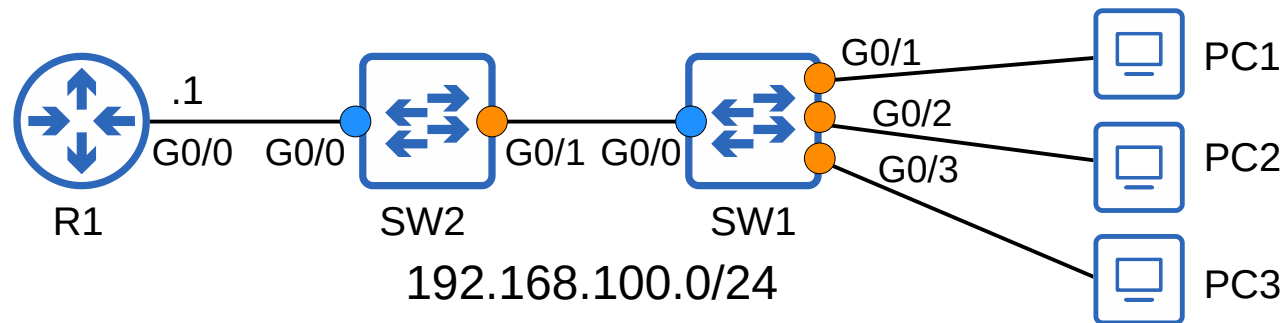 G0/1
PC1
.1
G0/2
G0/0
G0/0
G0/1
G0/0
G0/3
PC2
R1
SW2
SW1
192.168.100.0/24
PC3